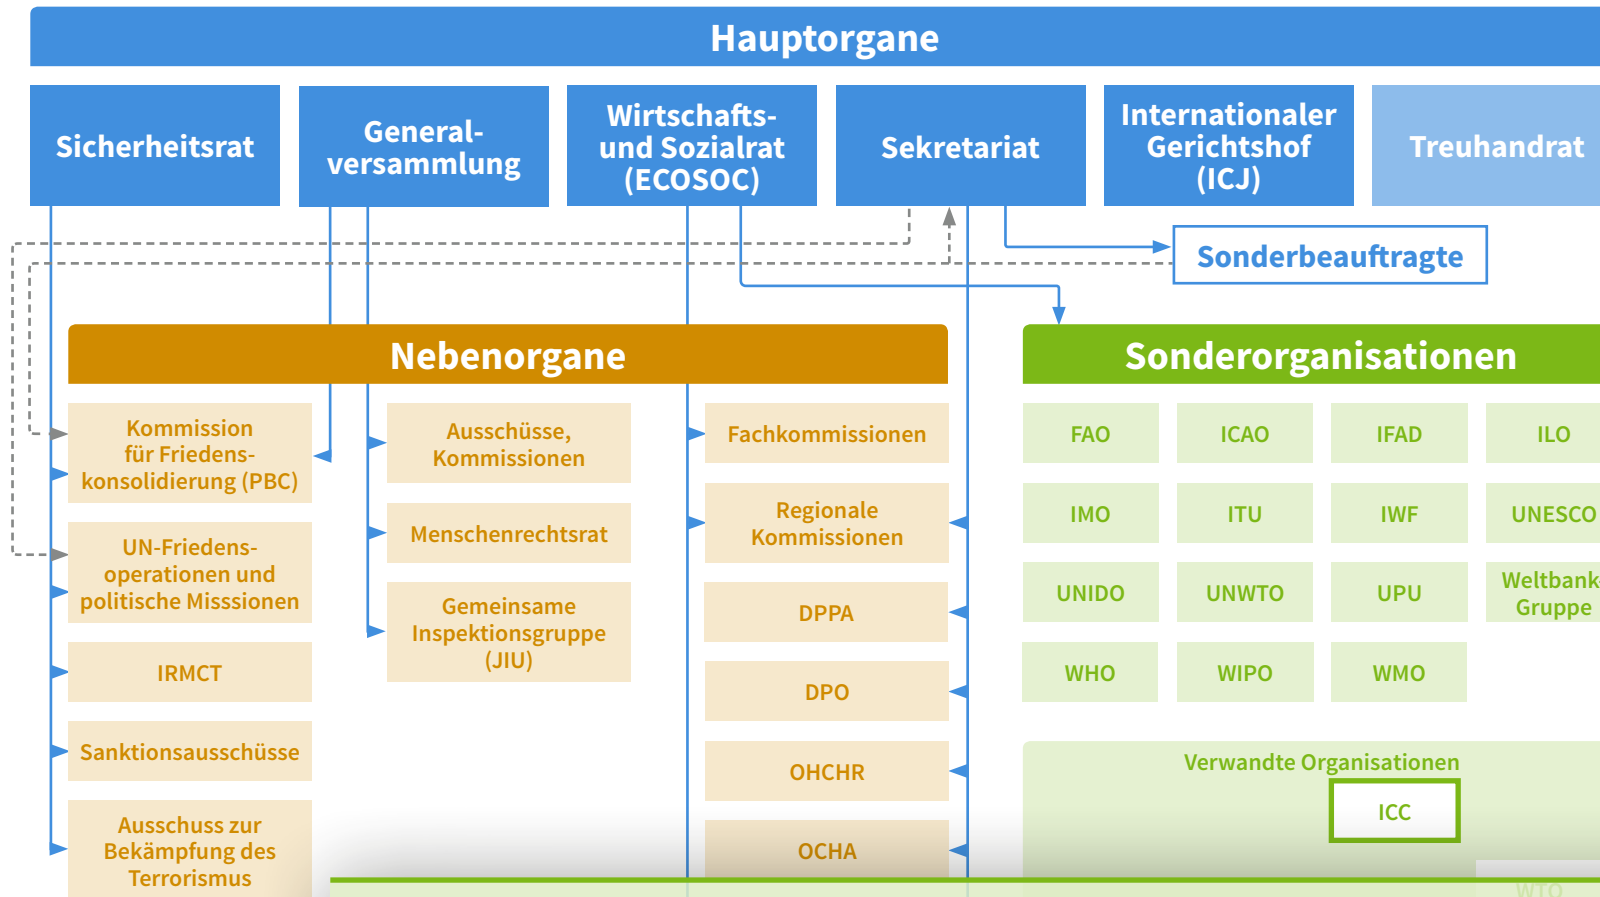 Hauptorgane
Sicherheitsrat
General-
versammlung
Wirtschafts-
und Sozialrat
(ECOSOC)
Sekretariat
Internationaler
Gerichtshof
(ICJ)
Treuhandrat
Sonderbeauftragte
Nebenorgane
Kommission
für Friedens-
konsolidierung (PBC)
UN-Friedens-
operationen und
politische Misssionen
IRMCT
Sanktionsausschüsse
Ausschuss zur
Bekämpfung des
Terrorismus
Ausschüsse,
Kommissionen
Menschenrechtsrat
Gemeinsame
Inspektionsgruppe
(JIU)
Fachkommissionen
Regionale
Kommissionen
DPPA
DPO
OHCHR
OCHA
Sonderorganisationen
FAO
ICAO
IFAD
ILO
IMO
ITU
IWF
UNESCO
UNIDO
UNWTO
UPU
Weltbank-
Gruppe
WHO
WIPO
WMO
Verwandte Organisationen
ICC
WTO